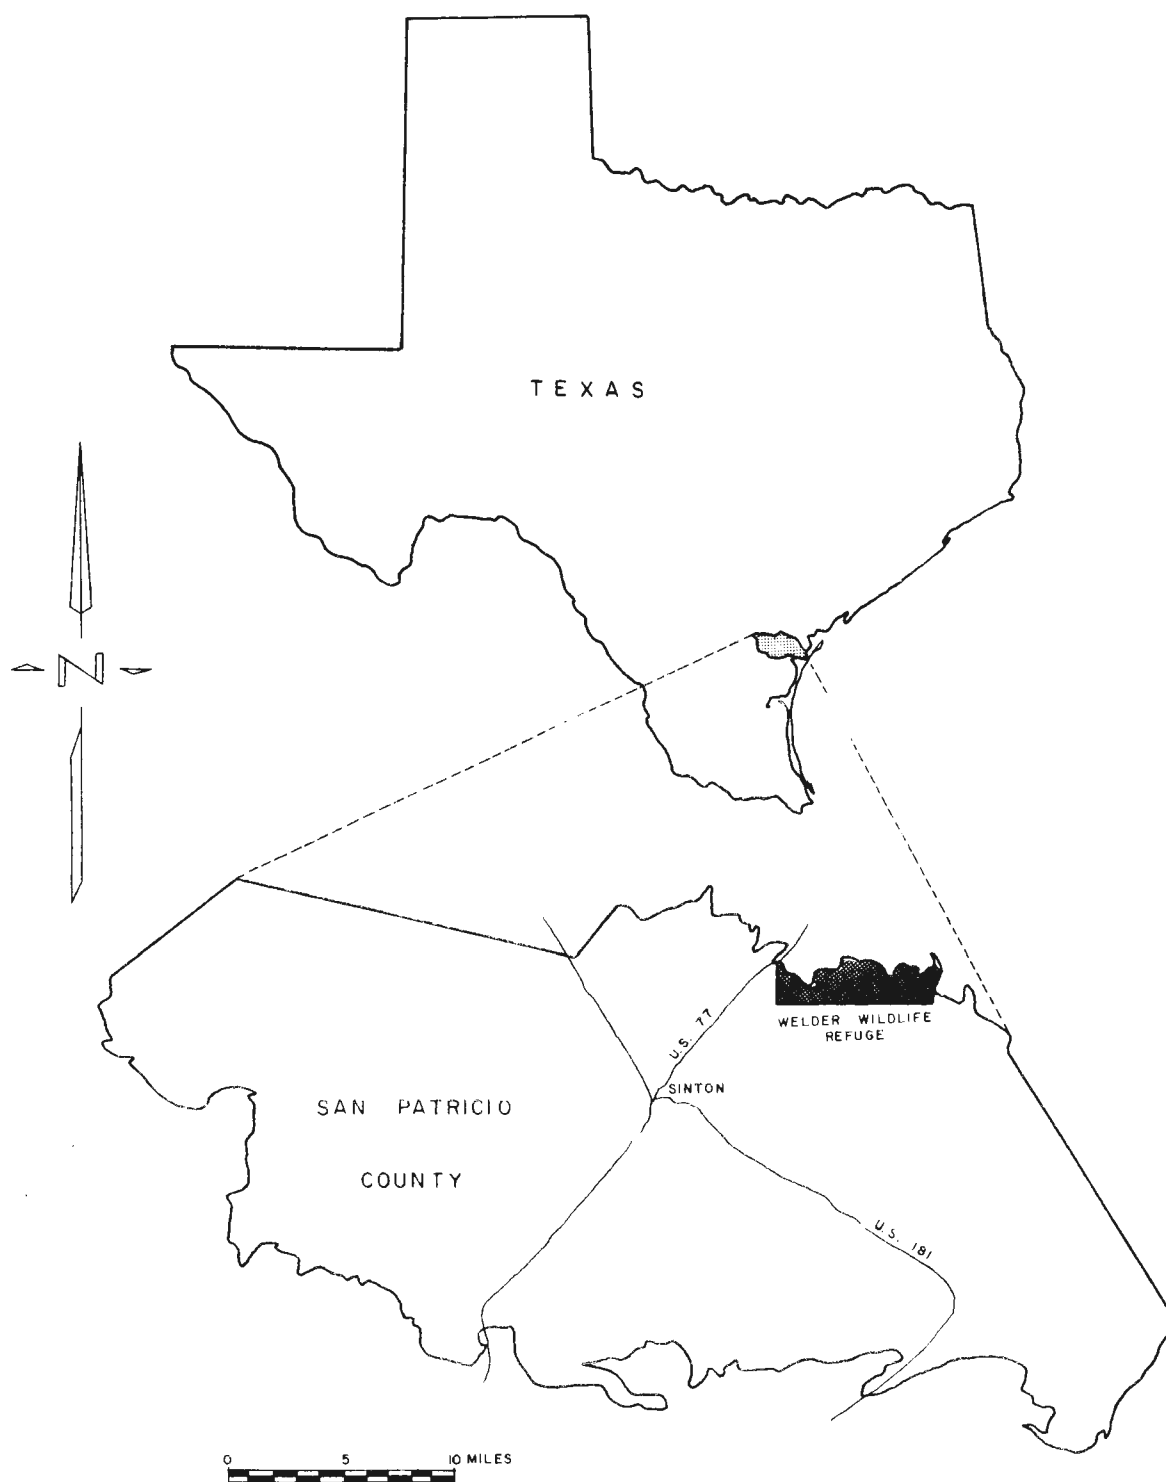 TEXAS
N
U.S. 77
WELDER WILDLIFE
REFUGE
SINTON
SAN PATRICIO
COUNTY
U.S. 181
0 5 10 MILES